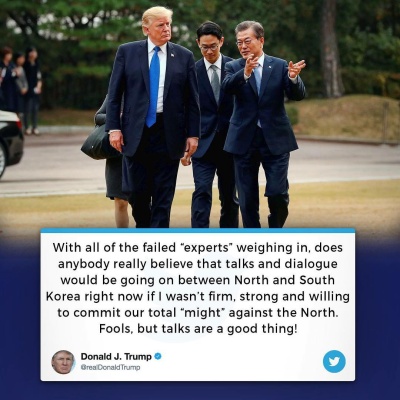 With all of the failed "experts" weighing in, does
anybody really believe that talks and dialogue
would be going on between North and South
Korea right now if I wasn't firm, strong and willing
to commit our total "might" against the North.
Fools, but talks are a good thing!
Donald J. Trump
@realDonaldTrump